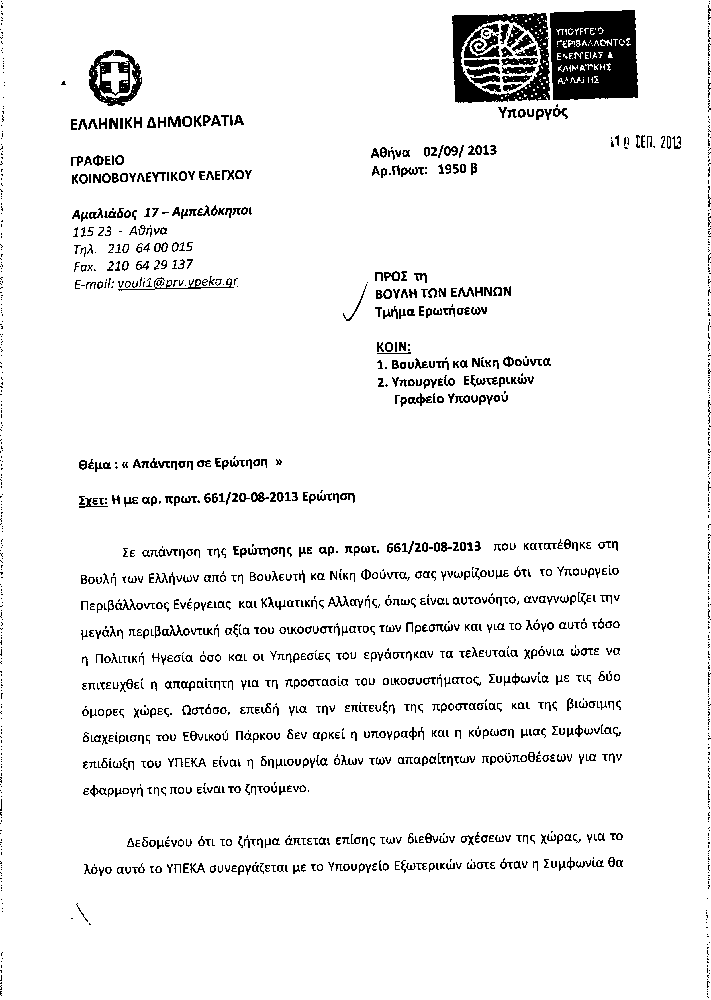 ΥΠΟΥΡΓΕΙΟ
ΠΕΡΙΒΑΛΛΟΝΤΟΣ
ΕΝΕΡΓΕΙΑΣ &
ΚΛΙΜΑΤΙΚΗΣ
ΑΛΛΑΓΗΣ
Υπουργός
ΕΛΛΗΝΙΚΗ ΔΗΜΟΚΡΑΤΙΑ
10 ΣΕΠ. 2013
ΓΡΑΦΕΙΟ
ΚΟΙΝΟΒΟΥΛΕΥΤΙΚΟΥ ΕΛΕΓΧΟΥ
Αθήνα 02/09/ 2013
Αρ.Πρωτ: 1950 β
Αμαλιάδος 17 – Αμπελόκηποι
115 23 - Αθήνα
Τηλ. 210 64 00 015
Fax. 210 64 29 137
E-mail: vouli1@prv.ypeka.gr
ΠΡΟΣ τη
ΒΟΥΛΗ ΤΩΝ ΕΛΛΗΝΩΝ
Τμήμα Ερωτήσεων
ΚΟΙΝ:
1. Βουλευτή κα Νίκη Φούντα
2. Υπουργείο Εξωτερικών
Γραφείο Υπουργού
Θέμα : « Απάντηση σε Ερώτηση »
Σχετ: Η με αρ. πρωτ. 661/20-08-2013 Ερώτηση
Σε απάντηση της Ερώτησης με αρ. πρωτ. 661/20-08-2013 που κατατέθηκε στη
Βουλή των Ελλήνων από τη Βουλευτή κα Νίκη Φούντα, σας γνωρίζουμε ότι το Υπουργείο
Περιβάλλοντος Ενέργειας και Κλιματικής Αλλαγής, όπως είναι αυτονόητο, αναγνωρίζει την
μεγάλη περιβαλλοντική αξία του οικοσυστήματος των Πρεσπών και για το λόγο αυτό τόσο
η Πολιτική Ηγεσία όσο και οι Υπηρεσίες του εργάστηκαν τα τελευταία χρόνια ώστε να
επιτευχθεί η απαραίτητη για τη προστασία του οικοσυστήματος, Συμφωνία με τις δύο
όμορες χώρες. Ωστόσο, επειδή για την επίτευξη της προστασίας και της βιώσιμης
διαχείρισης του Εθνικού Πάρκου δεν αρκεί η υπογραφή και η κύρωση μιας Συμφωνίας,
επιδίωξη του ΥΠΕΚΑ είναι η δημιουργία όλων των απαραίτητων προϋποθέσεων για την
εφαρμογή της που είναι το ζητούμενο.
Δεδομένου ότι το ζήτημα άπτεται επίσης των διεθνών σχέσεων της χώρας, για το
λόγο αυτό το ΥΠΕΚΑ συνεργάζεται με το Υπουργείο Εξωτερικών ώστε όταν η Συμφωνία θα